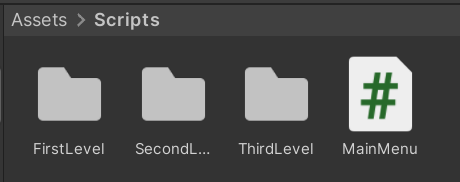 Assets > Scripts
FirstLevel SecondL... ThirdLevel MainMenu